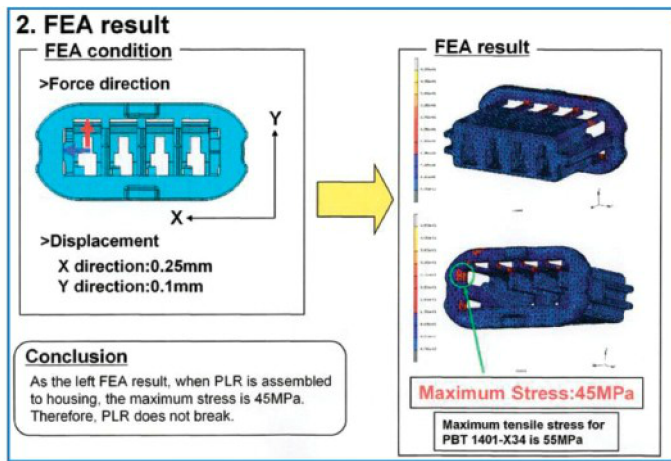 2. FEA result
FEA condition
>Force direction
Y
X
>Displacement
X direction:0.25mm
Y direction:0.1mm
Conclusion
As the left FEA result, when PLR is assembled
to housing, the maximum stress is 45MPa.
Therefore, PLR does not break.
FEA result
Maximum Stress:45MPa
Maximum tensile stress for
PBT 1401-X34 is 55MPa